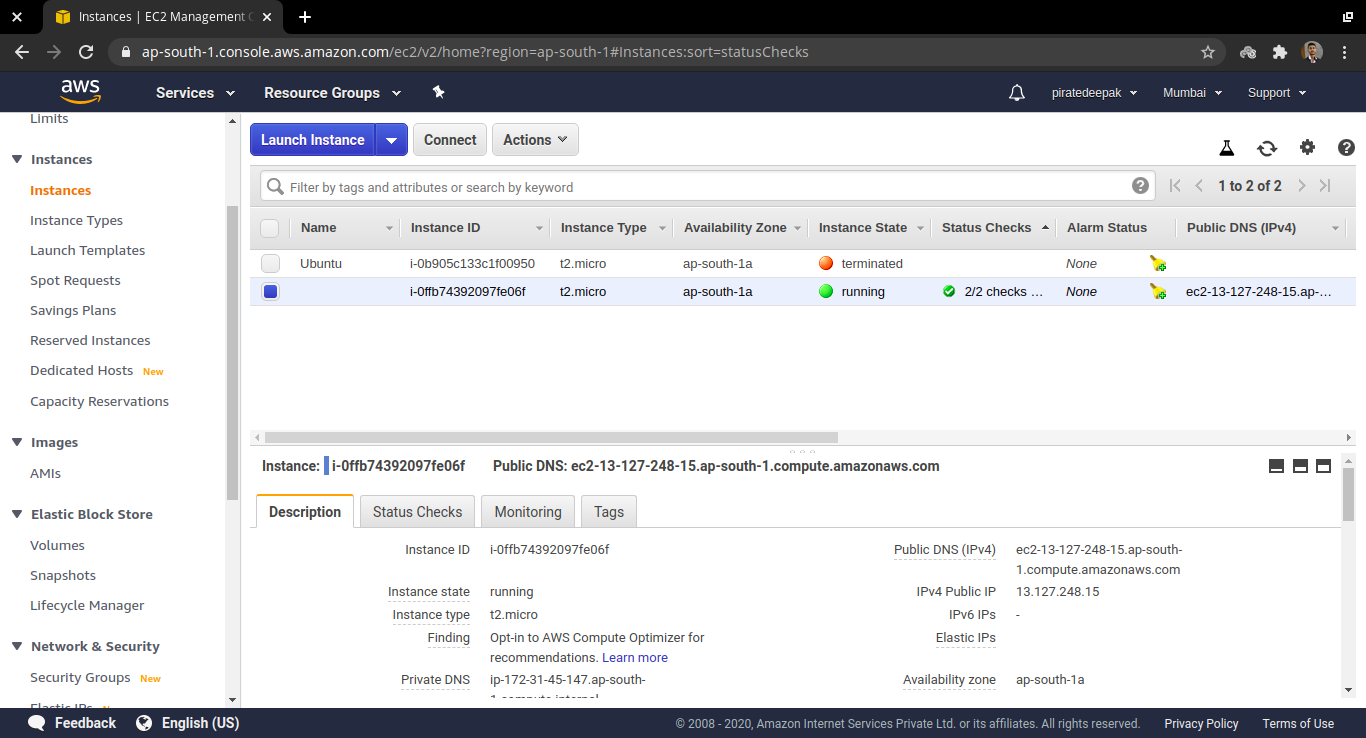 Instances | EC2 Management C
ap-south-1.console.aws.amazon.com/ec2/v2/home?region=ap-south-1#Instances:sort=statusChecks
aws Services Resource Groups piratedeepak Mumbai Support
Limits
Instances
Instances
Instance Types
Launch Templates
Spot Requests
Savings Plans
Reserved Instances
Dedicated Hosts New
Capacity Reservations
Images
AMIs
Elastic Block Store
Volumes
Snapshots
Lifecycle Manager
Network & Security
Security Groups New
Elastic IPs
Launch Instance Connect Actions
Filter by tags and attributes or search by keyword 1 to 2 of 2
Name Instance ID Instance Type Availability Zone Instance State Status Checks Alarm Status Public DNS (IPv4)
Ubuntu i-0b905c133c1f00950 t2.micro ap-south-1a terminated None
i-0ffb74392097fe06f t2.micro ap-south-1a running 2/2 checks ... None ec2-13-127-248-15.ap-...
Instance: i-0ffb74392097fe06f Public DNS: ec2-13-127-248-15.ap-south-1.compute.amazonaws.com
Description Status Checks Monitoring Tags
Instance ID i-0ffb74392097fe06f
Instance state running
Instance type t2.micro
Finding Opt-in to AWS Compute Optimizer for
recommendations. Learn more
Private DNS ip-172-31-45-147.ap-south-
1.compute.internal
Public DNS (IPv4) ec2-13-127-248-15.ap-south-
1.compute.amazonaws.com
IPv4 Public IP 13.127.248.15
IPv6 IPs -
Elastic IPs
Availability zone ap-south-1a
Feedback English (US) © 2008 - 2020, Amazon Internet Services Private Ltd. or its affiliates. All rights reserved. Privacy Policy Terms of Use